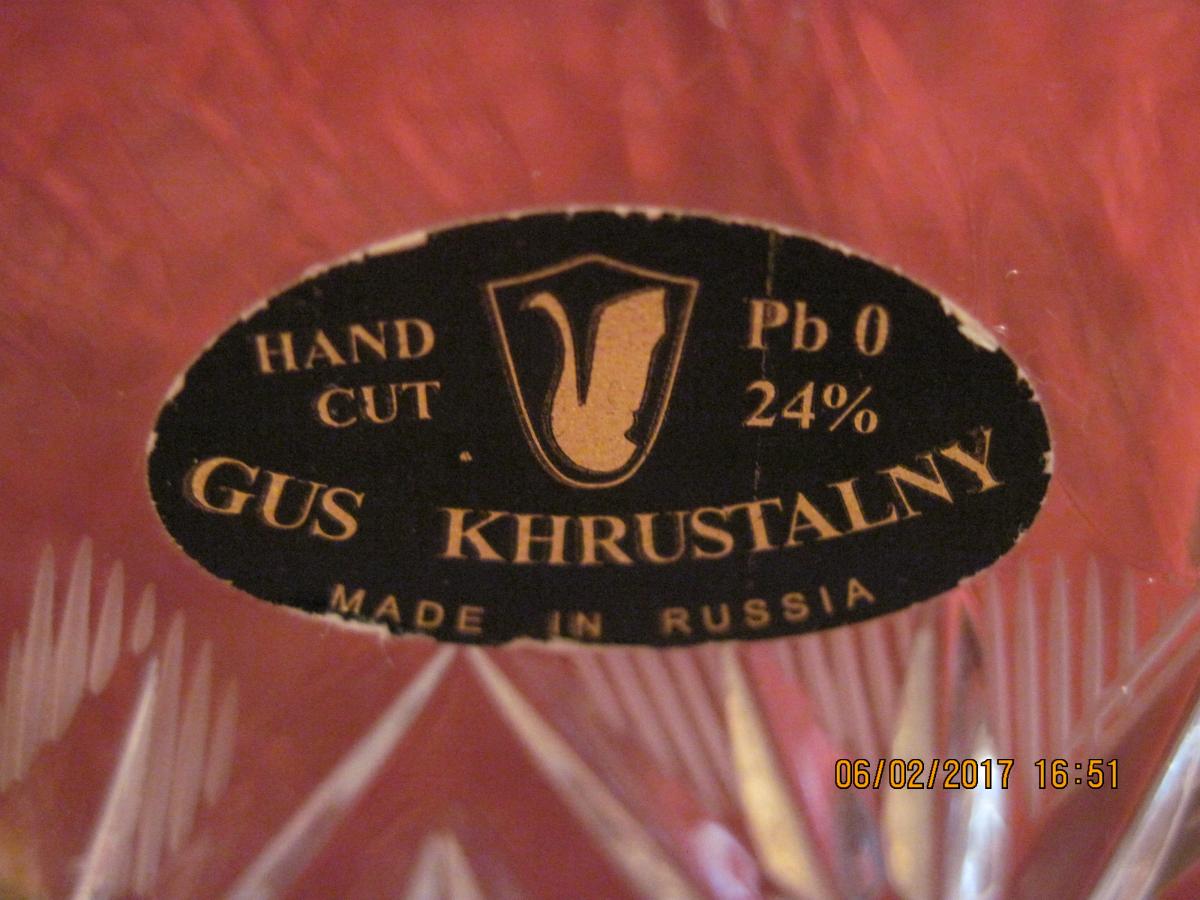 HAND
CUT
Pb 0
24%
GUS KHRUSTALNY
MADE IN RUSSIA
06/02/2017 16:51